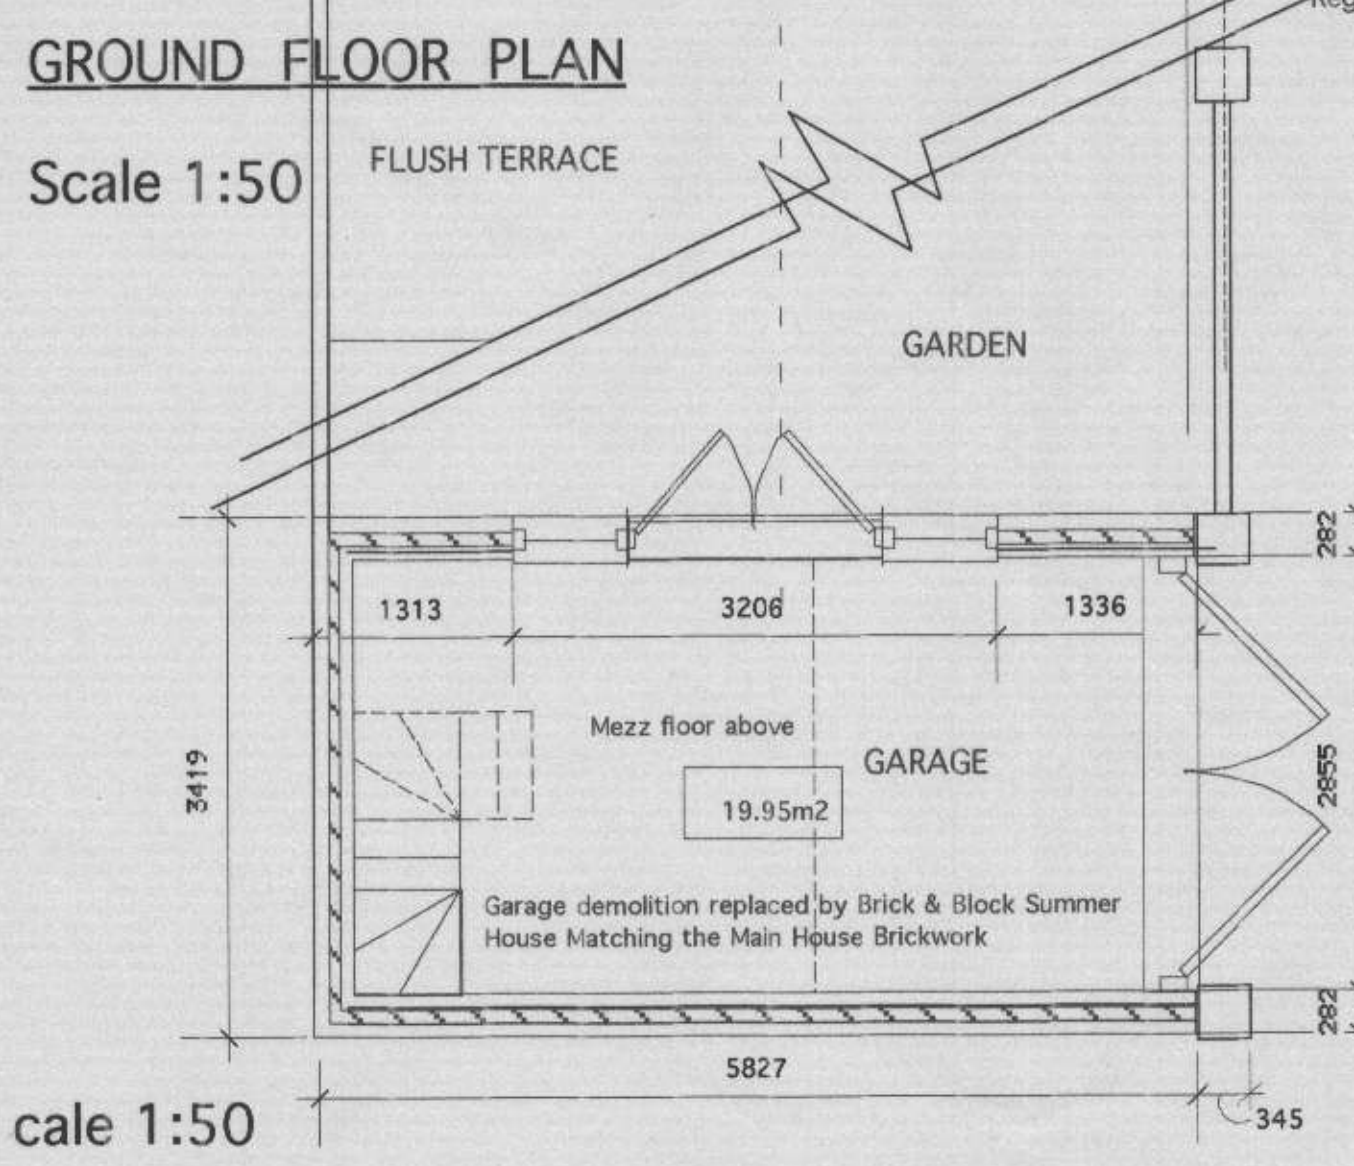 Reg
GROUND FLOOR PLAN
Scale 1:50
FLUSH TERRACE
GARDEN
282
1313
3206
1336
Mezz floor above
GARAGE
3419
2855
19.95m2
Garage demolition replaced by Brick & Block Summer
House Matching the Main House Brickwork
282
5827
345
cale 1:50